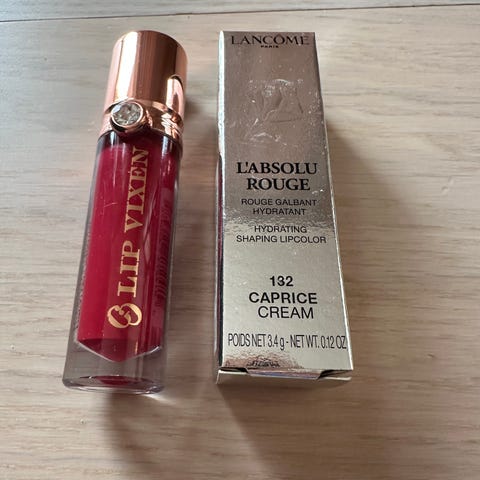 LIP VIXEN
LANCÔME
PARIS
L'ABSOLU
ROUGE
ROUGE GALBANT
HYDRATANT
HYDRATING
SHAPING LIPCOLOR
132
CAPRICE
CREAM
POIDS NET 3.4 g - NET WT. 0.12 OZ